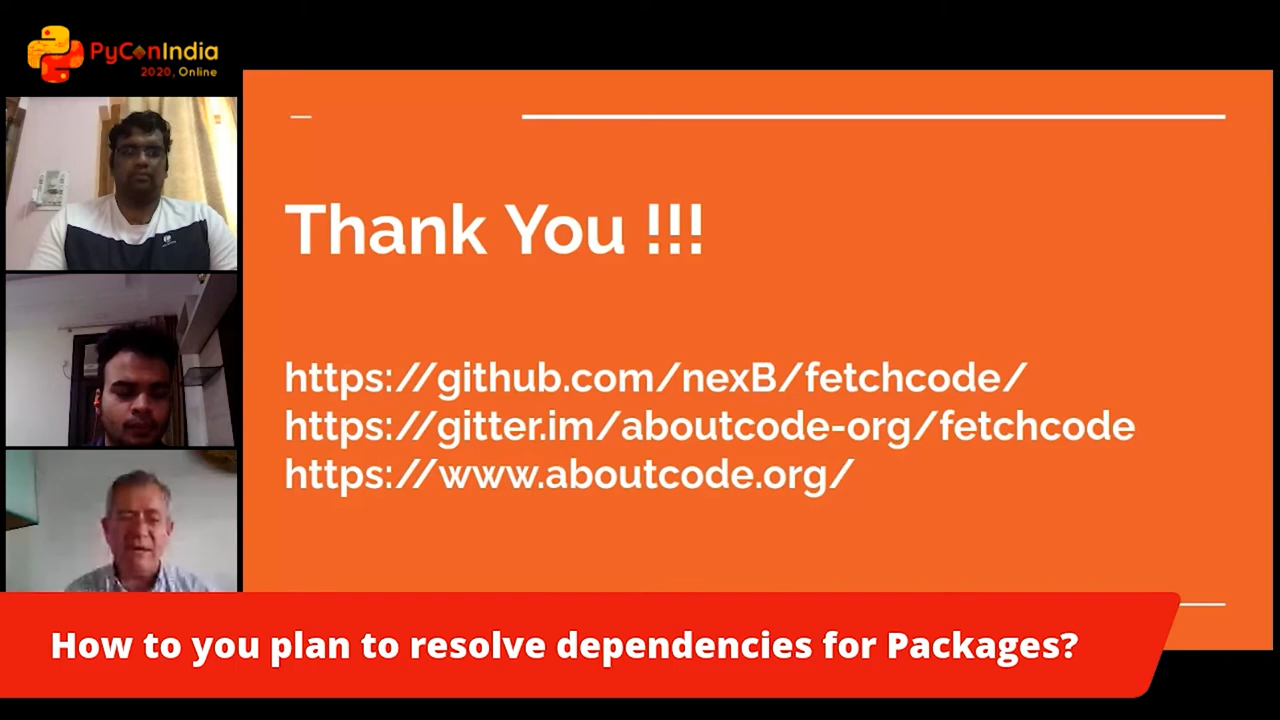 PyConIndia
2020, Online
Thank You !!!
https://github.com/nexB/fetchcode/
https://gitter.im/aboutcode-org/fetchcode
https://www.aboutcode.org/
How to you plan to resolve dependencies for Packages?